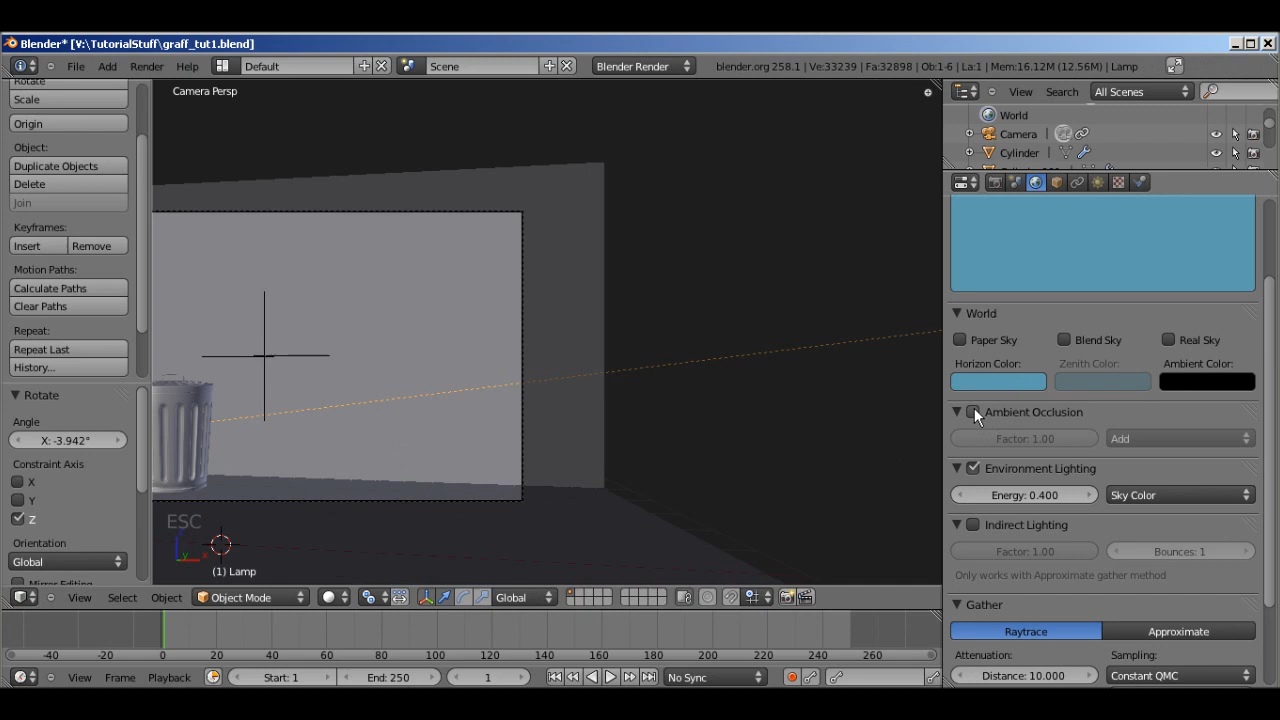 Blender* [V:\TutorialStuff\graff_tut1.blend]
File Add Render Help Default Scene Blender Render blender.org 258.1 | Ve:33239 | Fa:32898 | Ob:1-6 | La:1 | Mem:16.12M (12.56M) | Lamp
Rotate
Scale
Origin
Object:
Duplicate Objects
Delete
Join
Keyframes:
Insert Remove
Motion Paths:
Calculate Paths
Clear Paths
Repeat:
Repeat Last
History...
Rotate
Angle
X: -3.942°
Constraint Axis
X
Y
Z
Orientation
Global
Camera Persp
ESC
z
y x
(1) Lamp
View Select Object Object Mode Global
View Search All Scenes
World
Camera
Cylinder
World
Paper Sky Blend Sky Real Sky
Horizon Color: Zenith Color: Ambient Color:
Ambient Occlusion
Factor: 1.00 Add
Environment Lighting
Energy: 0.400 Sky Color
Indirect Lighting
Factor: 1.00 Bounces: 1
Only works with Approximate gather method
Gather
Raytrace Approximate
Attenuation: Sampling:
Distance: 10.000 Constant QMC
-40 -20 0 20 40 60 80 100 120 140 160 180 200 220 240 260
View Frame Playback Start: 1 End: 250 1 No Sync